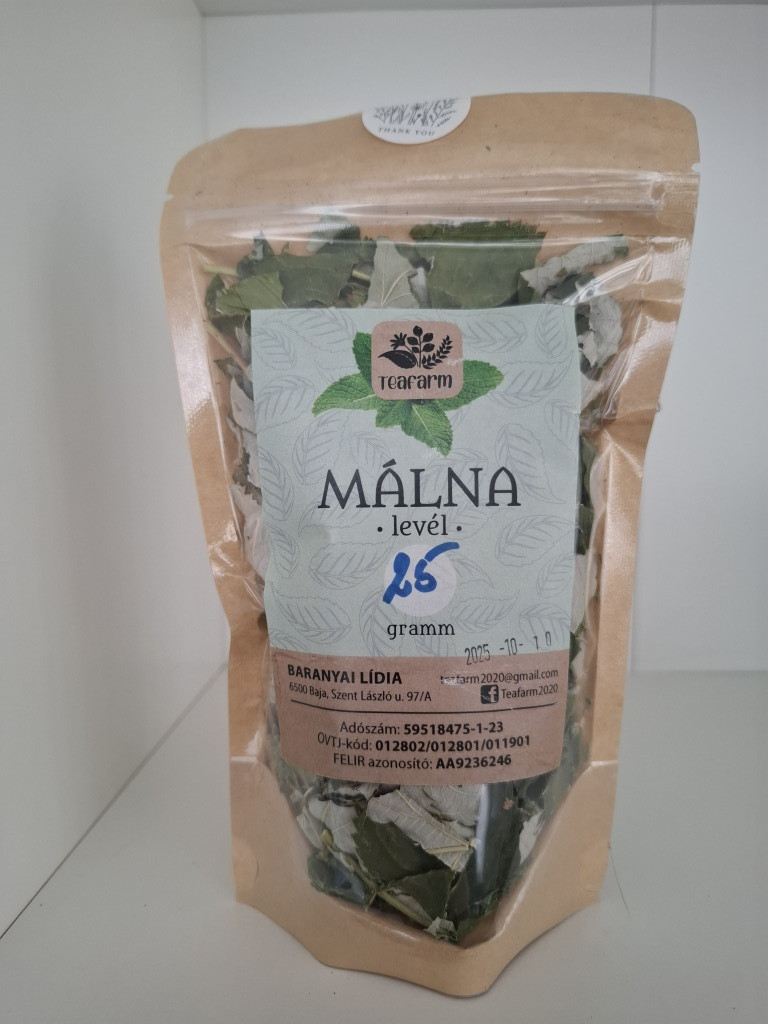 THANK YOU
TEAFARM
MÁLNA
• levél •
25
gramm
2025 -10- 10
BARANYAI LÍDIA
6500 Baja, Szent László u. 97/A
teafarm2020@gmail.com
Teafarm2020
Adószám: 59518475-1-23
OVTJ-kód: 012802/012801/011901
FELIR azonosító: AA9236246